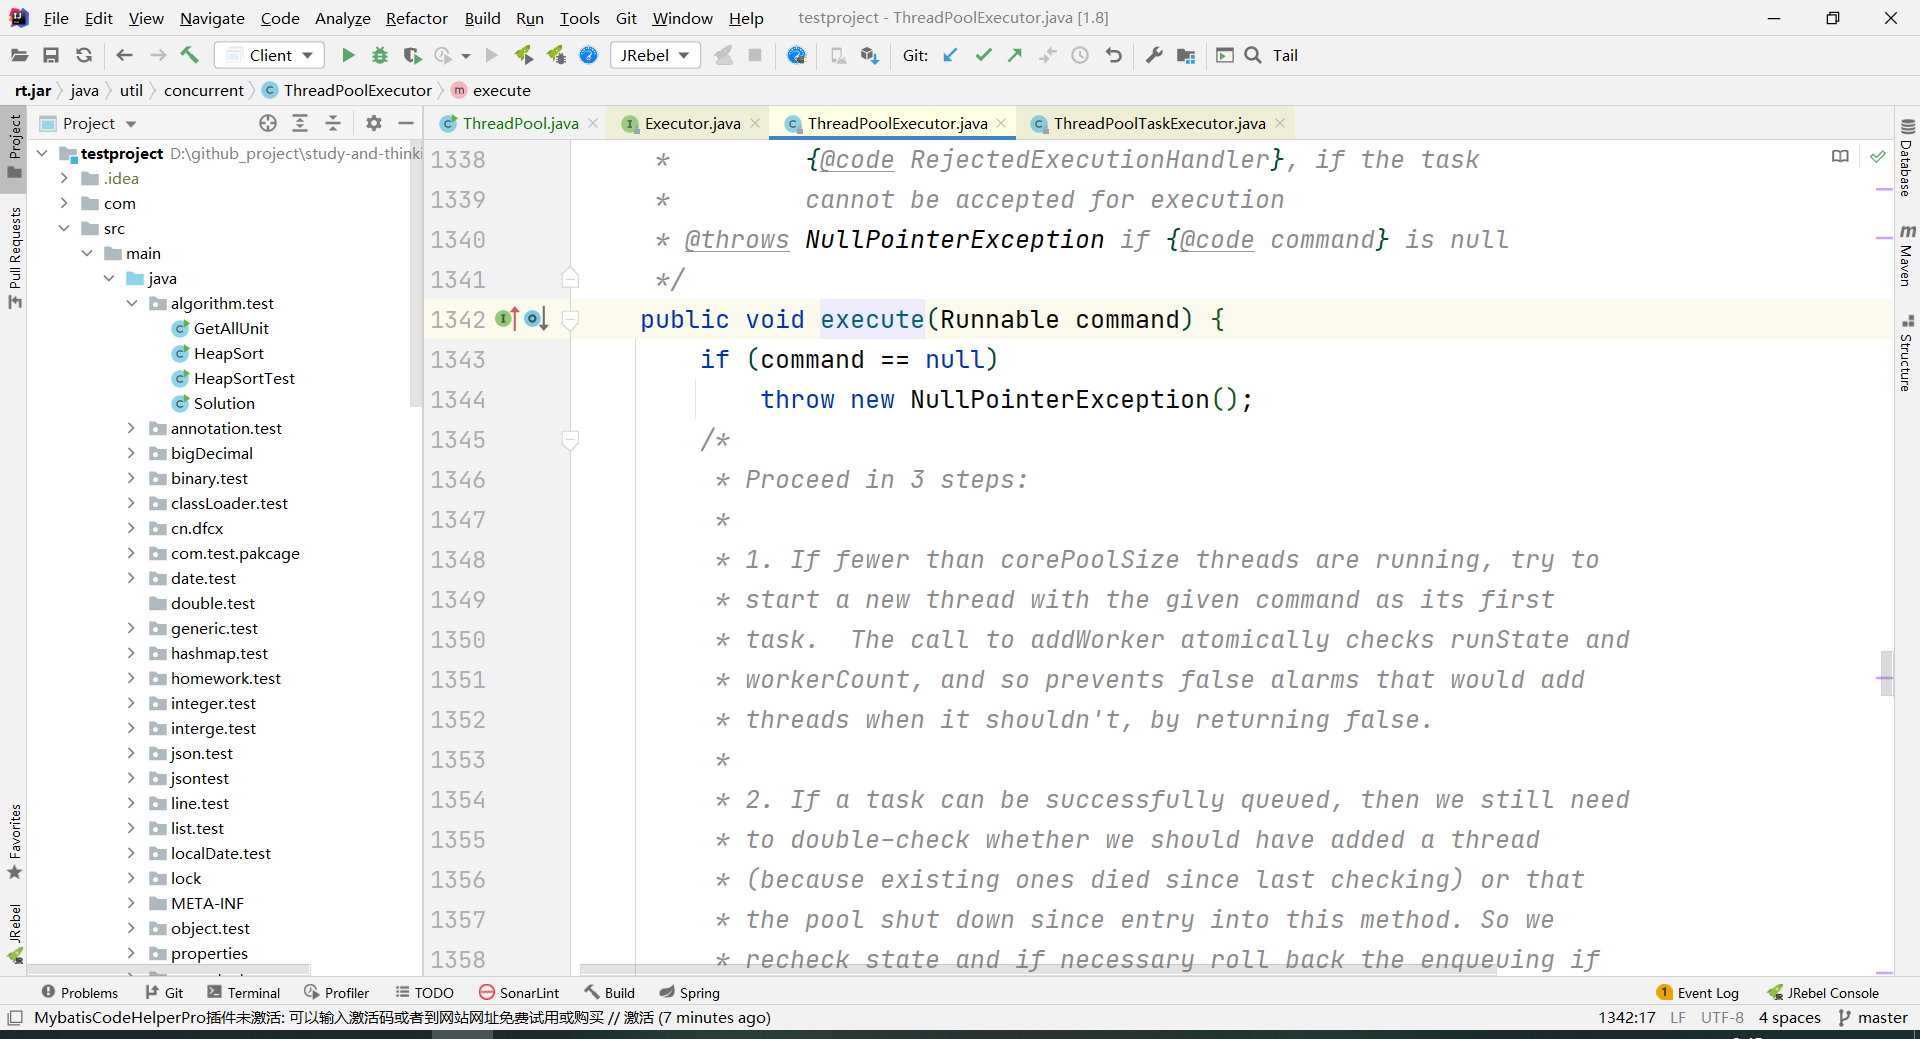 File Edit View Navigate Code Analyze Refactor Build Run Tools Git Window Help testproject - ThreadPoolExecutor.java [1.8]
Client JRebel Git: Tail
rt.jar java util concurrent ThreadPoolExecutor execute
Project ThreadPool.java Executor.java ThreadPoolExecutor.java ThreadPoolTaskExecutor.java
testproject D:\github_project\study-and-thinki
.idea
com
src
main
java
algorithm.test
GetAllUnit
HeapSort
HeapSortTest
Solution
annotation.test
bigDecimal
binary.test
classLoader.test
cn.dfcx
com.test.pakcage
date.test
double.test
generic.test
hashmap.test
homework.test
integer.test
interge.test
json.test
jsontest
line.test
list.test
localDate.test
lock
META-INF
object.test
properties
Project
Pull Requests
Favorites
JRebel
1338 * {@code RejectedExecutionHandler}, if the task
1339 * cannot be accepted for execution
1340 * @throws NullPointerException if {@code command} is null
1341 */
1342 public void execute(Runnable command) {
1343 if (command == null)
1344 throw new NullPointerException();
1345 /*
1346 * Proceed in 3 steps:
1347 *
1348 * 1. If fewer than corePoolSize threads are running, try to
1349 * start a new thread with the given command as its first
1350 * task.  The call to addWorker atomically checks runState and
1351 * workerCount, and so prevents false alarms that would add
1352 * threads when it shouldn't, by returning false.
1353 *
1354 * 2. If a task can be successfully queued, then we still need
1355 * to double-check whether we should have added a thread
1356 * (because existing ones died since last checking) or that
1357 * the pool shut down since entry into this method. So we
1358 * recheck state and if necessary roll back the enqueuing if
Database
Maven
Structure
Problems Git Terminal Profiler TODO SonarLint Build Spring 1 Event Log JRebel Console
MybatisCodeHelperPro插件未激活: 可以输入激活码或者到网站网址免费试用或购买 // 激活 (7 minutes ago) 1342:17 LF UTF-8 4 spaces master